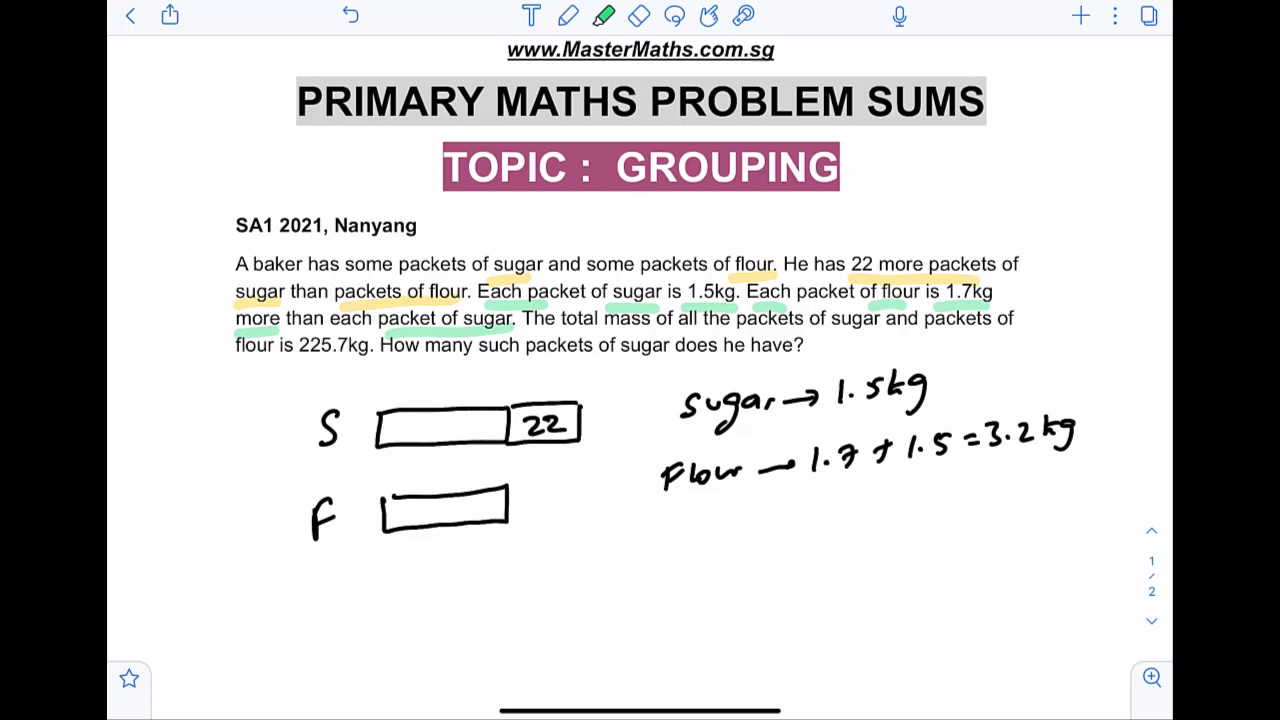 www.MasterMaths.com.sg
PRIMARY MATHS PROBLEM SUMS
TOPIC : GROUPING
SA1 2021, Nanyang
A baker has some packets of sugar and some packets of flour. He has 22 more packets of
sugar than packets of flour. Each packet of sugar is 1.5kg. Each packet of flour is 1.7kg
more than each packet of sugar. The total mass of all the packets of sugar and packets of
flour is 225.7kg. How many such packets of sugar does he have?
S 22
F
Sugar → 1.5kg
Flour → 1.7 + 1.5 = 3.2 kg
1
/
2